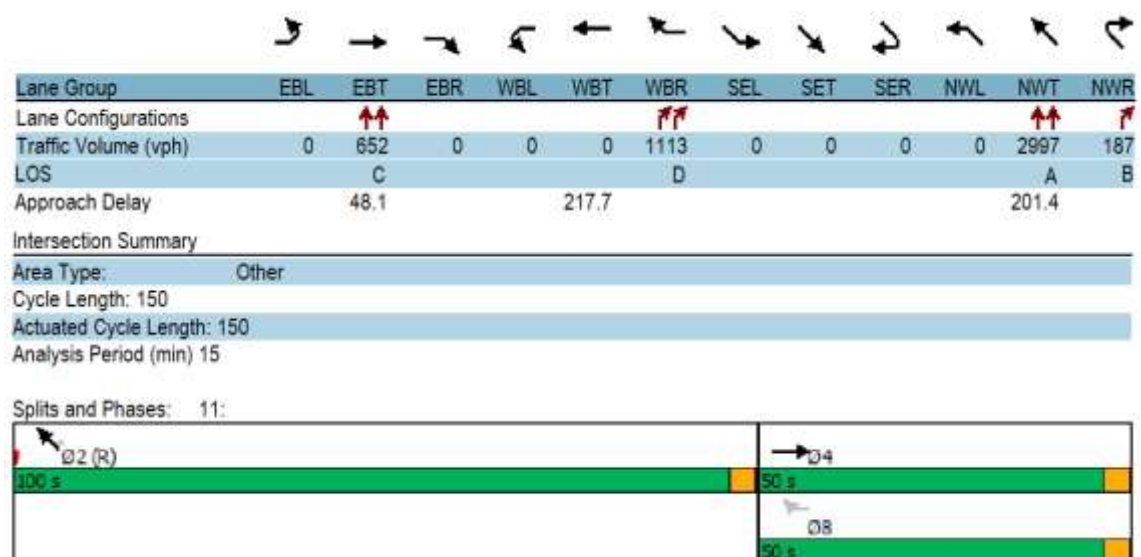 Lane Group EBL EBT EBR WBL WBT WBR SEL SET SER NWL NWT NWR
Lane Configurations
Traffic Volume (vph) 0 652 0 0 0 1113 0 0 0 0 2997 187
LOS C D A B
Approach Delay 48.1 217.7 201.4
Intersection Summary
Area Type: Other
Cycle Length: 150
Actuated Cycle Length: 150
Analysis Period (min) 15
Splits and Phases: 11:
Ø2 (R) Ø4
100 s 50 s
Ø8
50 s